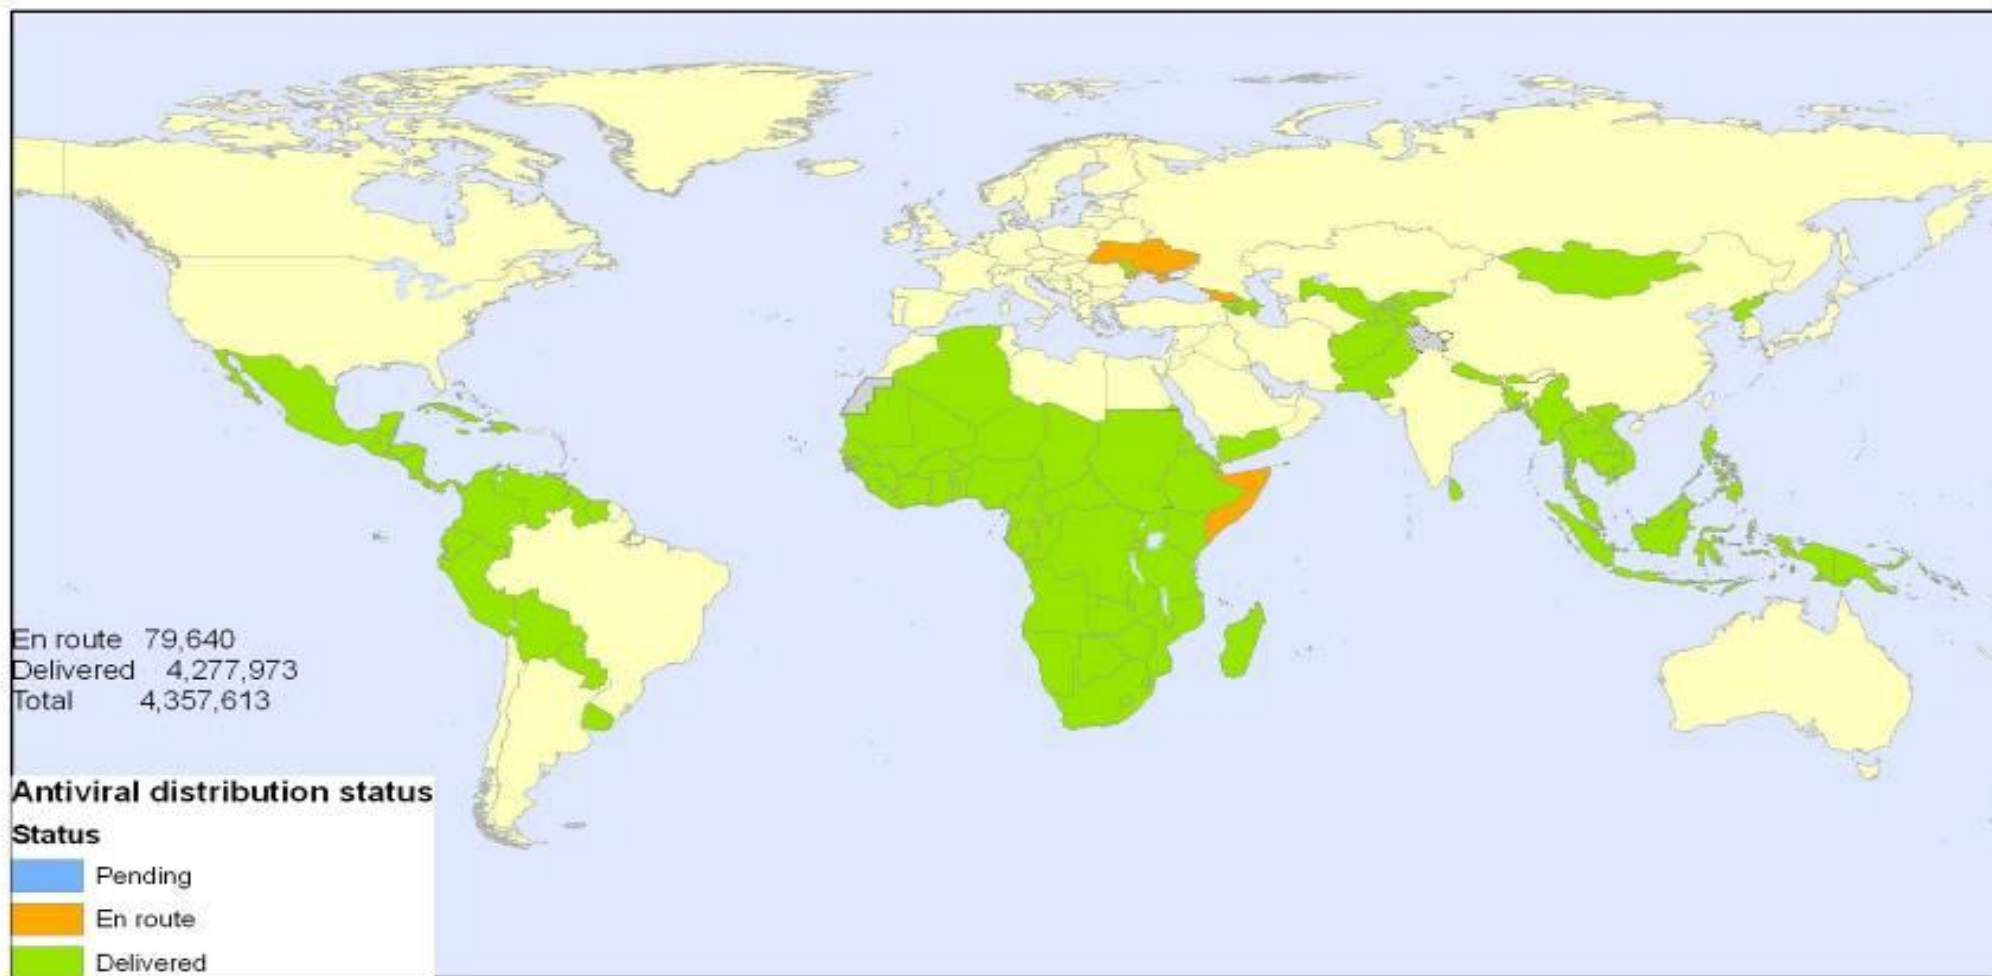 En route 79,640
Delivered 4,277,973
Total 4,357,613
Antiviral distribution status
Status
Pending
En route
Delivered